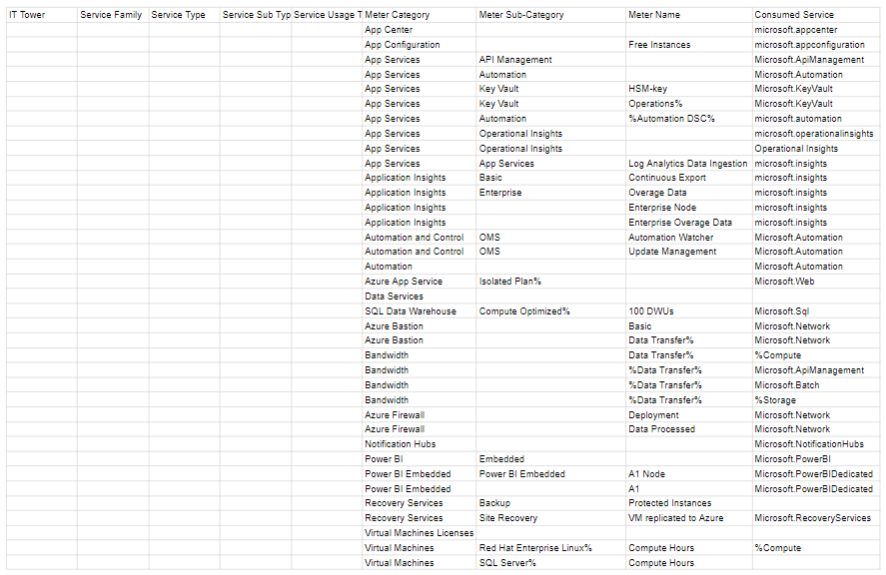 IT Tower Service Family Service Type Service Sub Typ Service Usage T Meter Category Meter Sub-Category Meter Name Consumed Service
App Center microsoft.appcenter
App Configuration Free Instances microsoft.appconfiguration
App Services API Management Microsoft.ApiManagement
App Services Automation Microsoft.Automation
App Services Key Vault HSM-key Microsoft.KeyVault
App Services Key Vault Operations% Microsoft.KeyVault
App Services Automation %Automation DSC% microsoft.automation
App Services Operational Insights microsoft.operationalinsights
App Services Operational Insights Operational Insights
App Services App Services Log Analytics Data Ingestion microsoft.insights
Application Insights Basic Continuous Export microsoft.insights
Application Insights Enterprise Overage Data microsoft.insights
Application Insights Enterprise Node microsoft.insights
Application Insights Enterprise Overage Data microsoft.insights
Automation and Control OMS Automation Watcher Microsoft.Automation
Automation and Control OMS Update Management Microsoft.Automation
Automation Microsoft.Automation
Azure App Service Isolated Plan% Microsoft.Web
Data Services
SQL Data Warehouse Compute Optimized% 100 DWUs Microsoft.Sql
Azure Bastion Basic Microsoft.Network
Azure Bastion Data Transfer% Microsoft.Network
Bandwidth Data Transfer% %Compute
Bandwidth %Data Transfer% Microsoft.ApiManagement
Bandwidth %Data Transfer% Microsoft.Batch
Bandwidth %Data Transfer% %Storage
Azure Firewall Deployment Microsoft.Network
Azure Firewall Data Processed Microsoft.Network
Notification Hubs Microsoft.NotificationHubs
Power BI Embedded Microsoft.PowerBI
Power BI Embedded Power BI Embedded A1 Node Microsoft.PowerBIDedicated
Power BI Embedded A1 Microsoft.PowerBIDedicated
Recovery Services Backup Protected Instances
Recovery Services Site Recovery VM replicated to Azure Microsoft.RecoveryServices
Virtual Machines Licenses
Virtual Machines Red Hat Enterprise Linux% Compute Hours %Compute
Virtual Machines SQL Server% Compute Hours